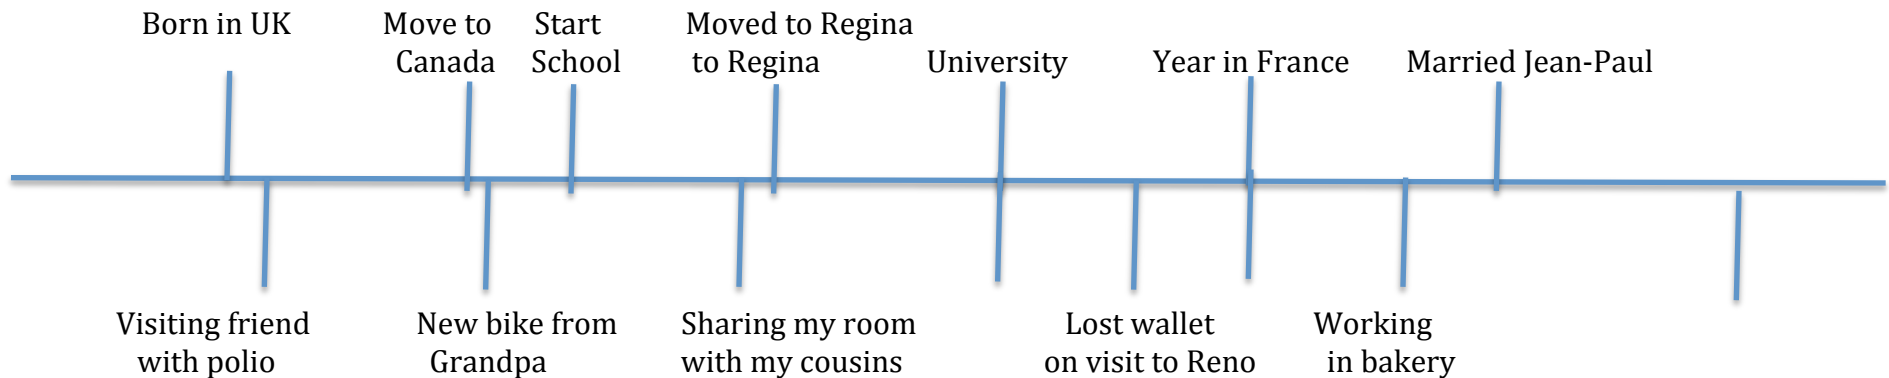 Born in UK
Move to
Canada
Start
School
Moved to Regina
to Regina
University
Year in France
Married Jean-Paul
Visiting friend
with polio
New bike from
Grandpa
Sharing my room
with my cousins
Lost wallet
on visit to Reno
Working
in bakery